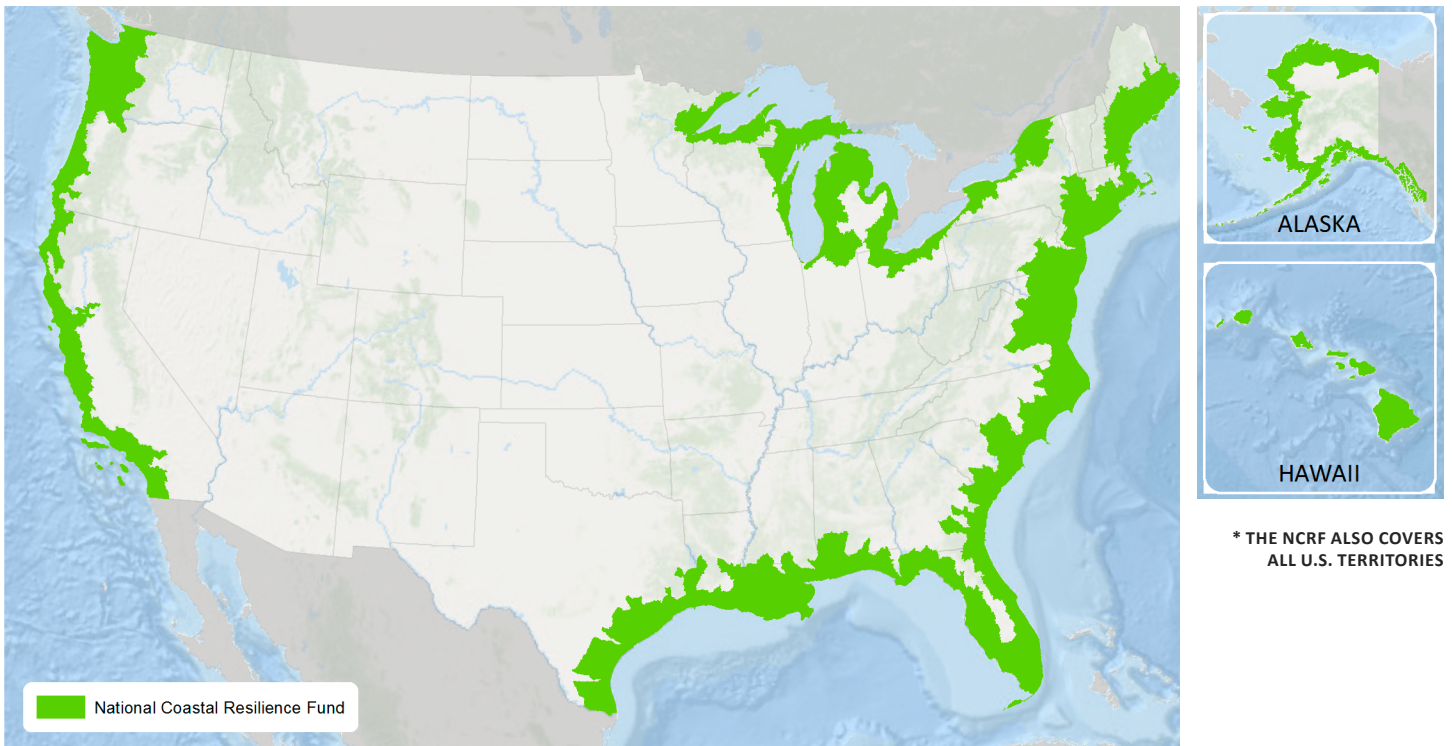 ALASKA
HAWAII
* THE NCRF ALSO COVERS
ALL U.S. TERRITORIES
National Coastal Resilience Fund